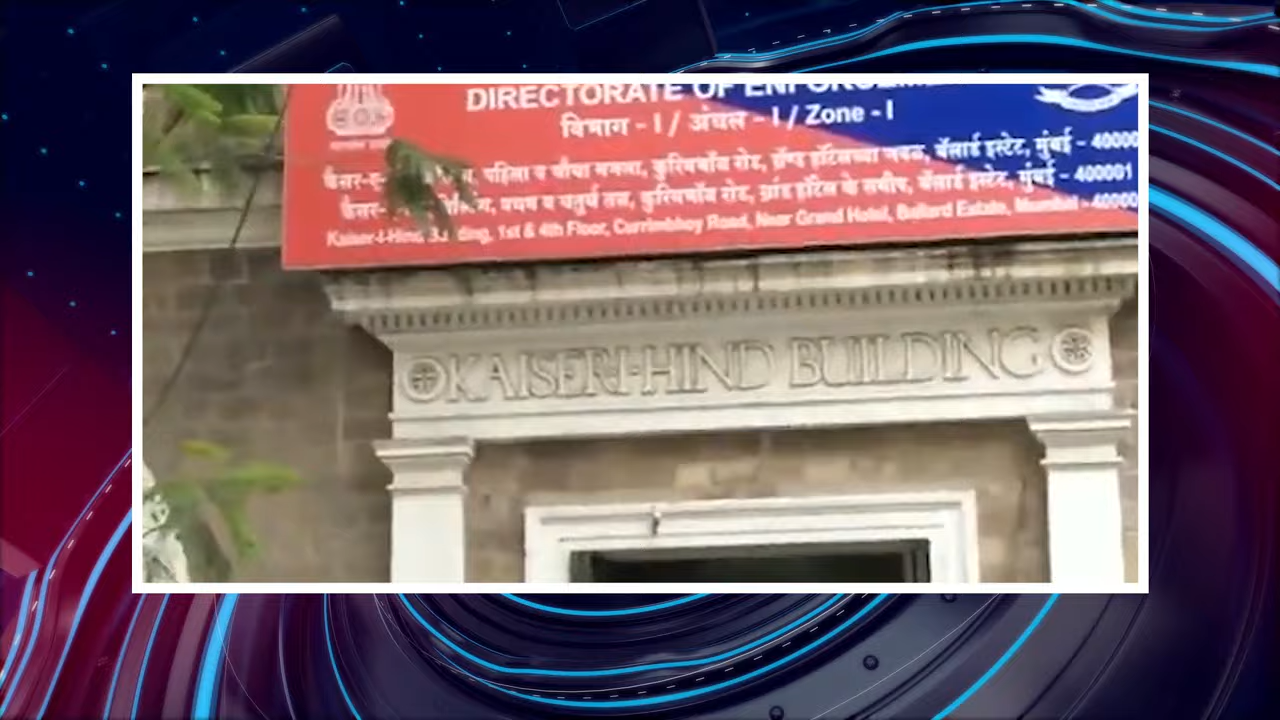 DIRECTORATE OF
विभाग - I / अंचल - I / Zone - I
पहिला व चौथा मजला, कुरिमभॉय रोड, ग्रॅण्ड हॉटेलच्या जवळ, बॅलार्ड इस्टेट, मुंबई - 40000
प्रथम व चतुर्थ तल, कुरिमभॉय रोड, ग्रांड हॉटेल के समीप, बॅलार्ड इस्टेट, मुंबई - 400001
Kaiser-I-Hind Building, 1st & 4th Floor, Currimbhoy Road, Near Grand Hotel, Ballard Estate, Mumbai - 40000
KAISER-I-HIND BUILDING